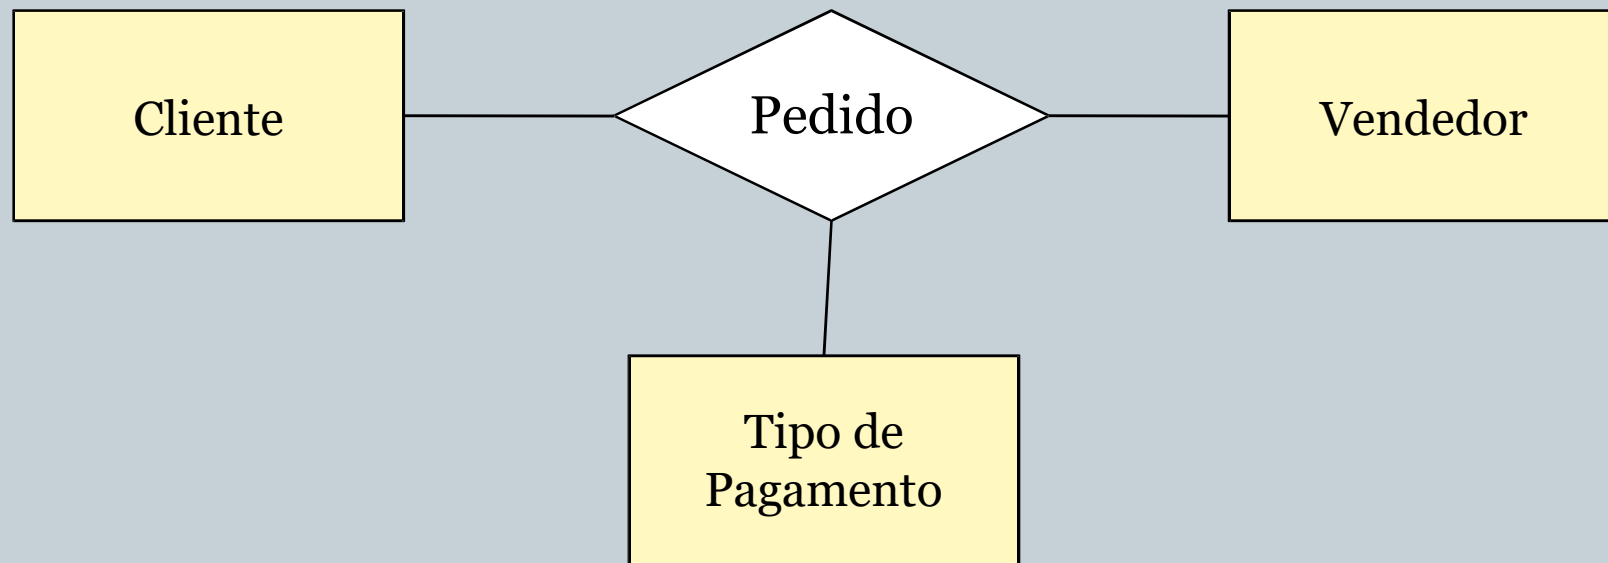 Cliente
Pedido
Vendedor
Tipo de
Pagamento